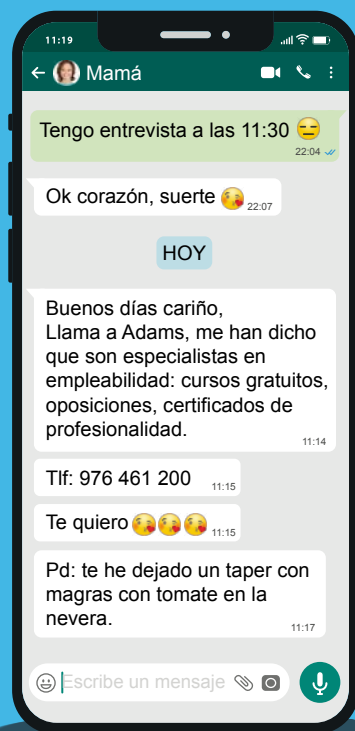 11:19
Mamá
Tengo entrevista a las 11:30 😑
22:04
Ok corazón, suerte 😘
22:07
HOY
Buenos días cariño,
Llama a Adams, me han dicho
que son especialistas en
empleabilidad: cursos gratuitos,
oposiciones, certificados de
profesionalidad.
11:14
Tlf: 976 461 200
11:15
Te quiero😘😘😘
11:15
Pd: te he dejado un taper con
magras con tomate en la
nevera.
11:17
Escribe un mensaje